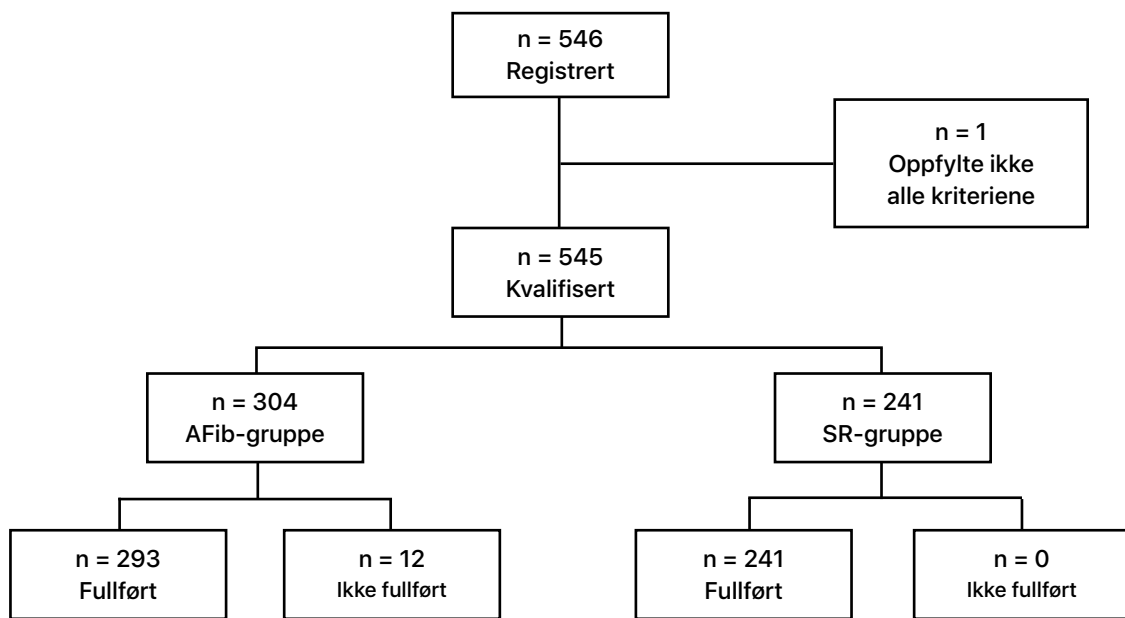 n = 546
Registrert
n = 1
Oppfylte ikke
alle kriteriene
n = 545
Kvalifisert
n = 304
AFib-gruppe
n = 241
SR-gruppe
n = 293
Fullført
n = 12
Ikke fullført
n = 241
Fullført
n = 0
Ikke fullført